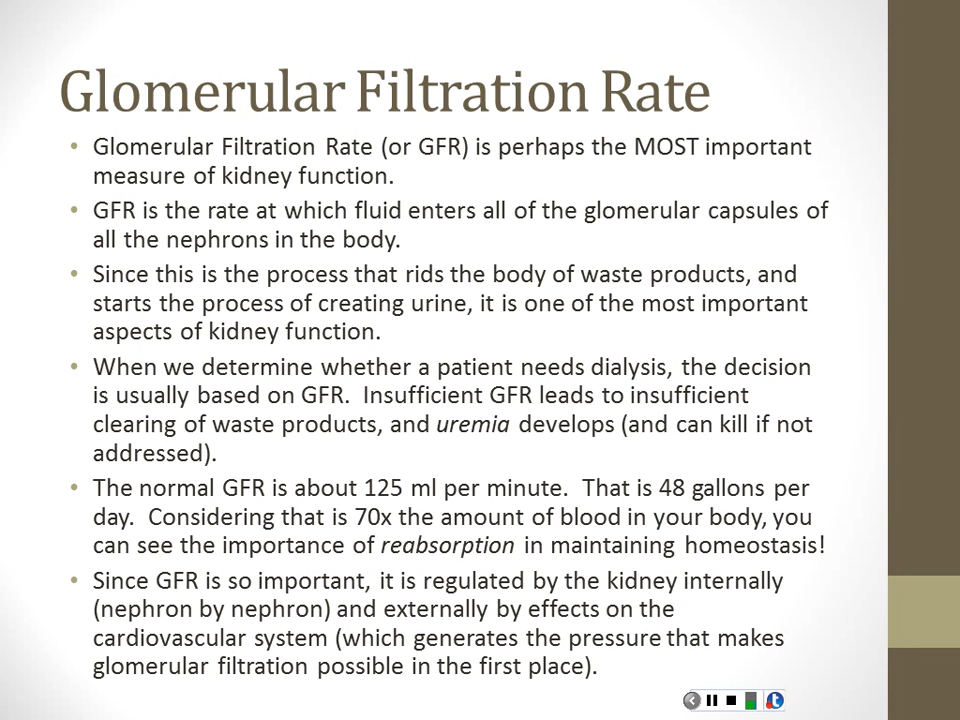 Glomerular Filtration Rate
• Glomerular Filtration Rate (or GFR) is perhaps the MOST important
measure of kidney function.
• GFR is the rate at which fluid enters all of the glomerular capsules of
all the nephrons in the body.
• Since this is the process that rids the body of waste products, and
starts the process of creating urine, it is one of the most important
aspects of kidney function.
• When we determine whether a patient needs dialysis, the decision
is usually based on GFR.  Insufficient GFR leads to insufficient
clearing of waste products, and uremia develops (and can kill if not
addressed).
• The normal GFR is about 125 ml per minute.  That is 48 gallons per
day.  Considering that is 70x the amount of blood in your body, you
can see the importance of reabsorption in maintaining homeostasis!
• Since GFR is so important, it is regulated by the kidney internally
(nephron by nephron) and externally by effects on the
cardiovascular system (which generates the pressure that makes
glomerular filtration possible in the first place).
t